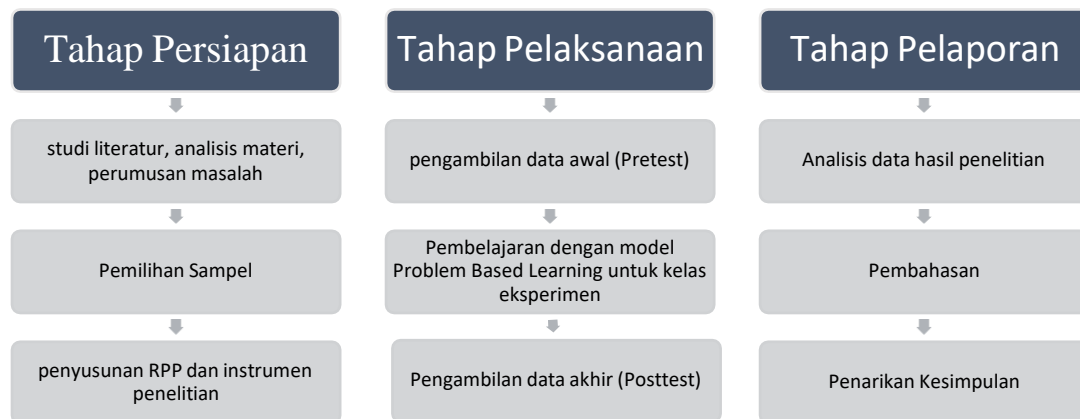 Tahap Persiapan
studi literatur, analisis materi,
perumusan masalah
Pemilihan Sampel
penyusunan RPP dan instrumen
penelitian
Tahap Pelaksanaan
pengambilan data awal (Pretest)
Pembelajaran dengan model
Problem Based Learning untuk kelas
eksperimen
Pengambilan data akhir (Posttest)
Tahap Pelaporan
Analisis data hasil penelitian
Pembahasan
Penarikan Kesimpulan